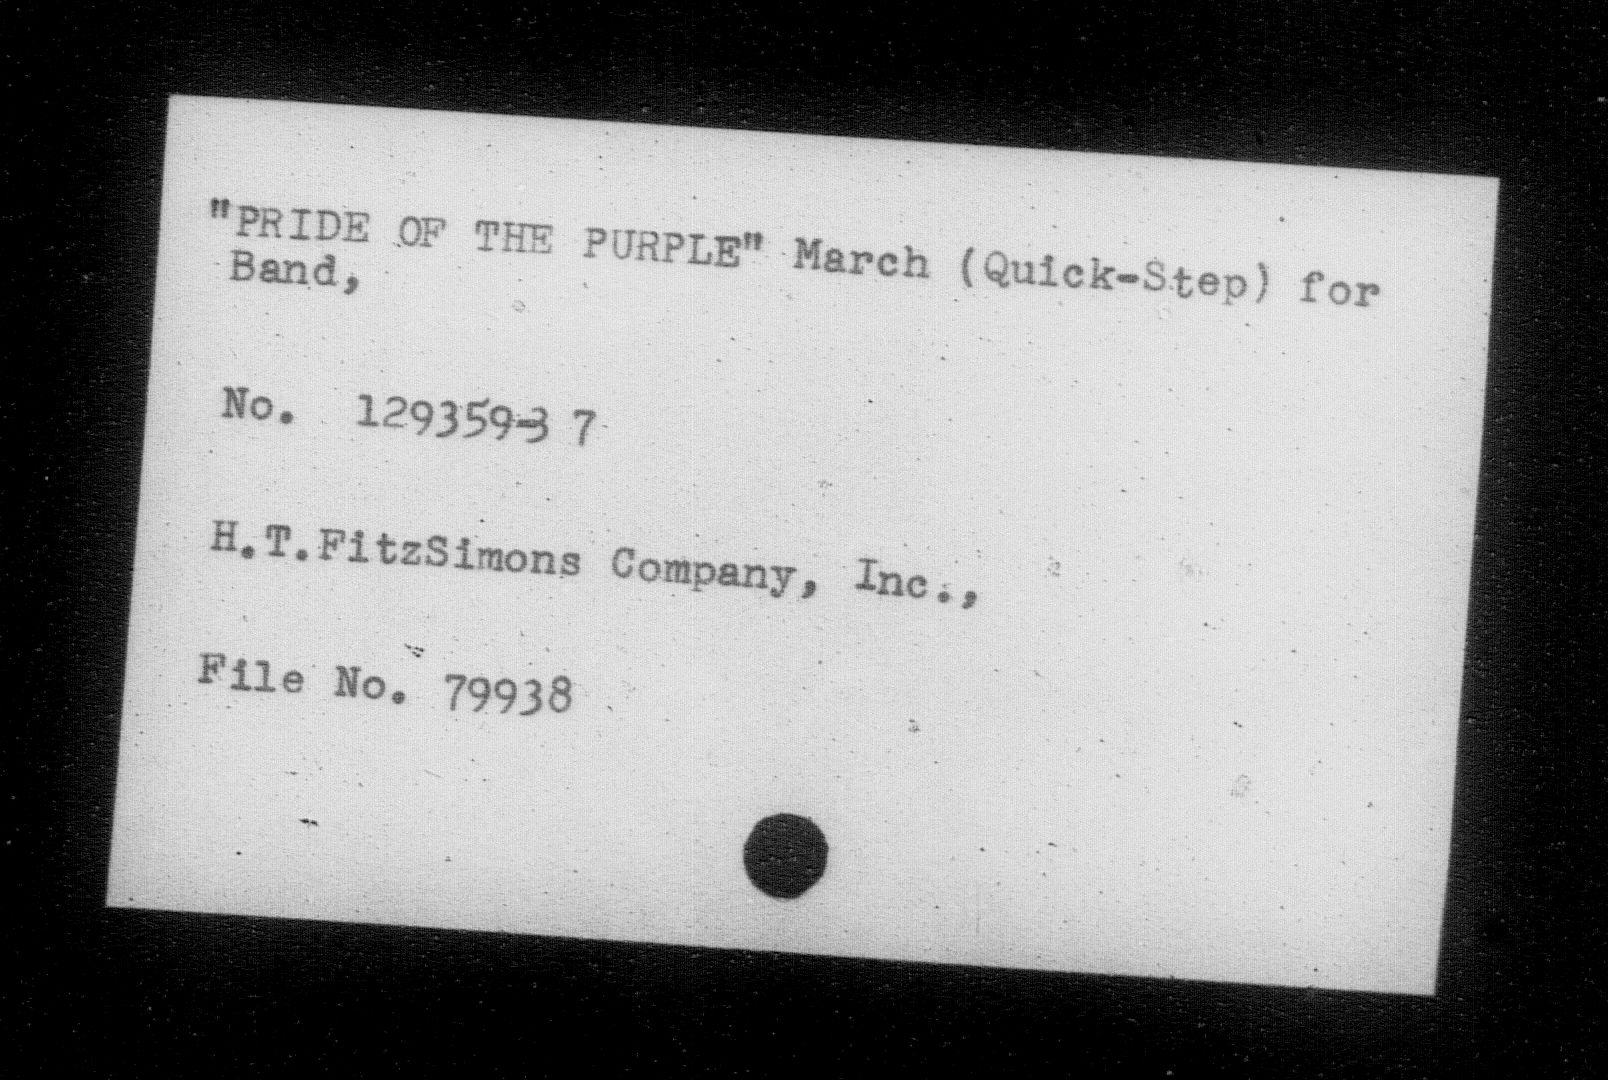 "PRIDE OF THE PURPLE" March (Quick-Step) for
Band,
No. 129359-3 7
H.T.FitzSimons Company, Inc.,
File No. 79938